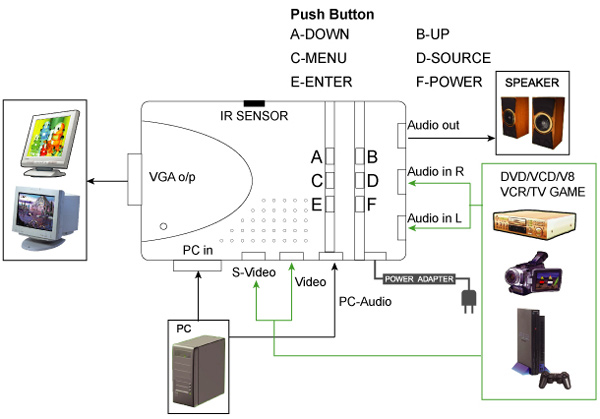 Push Button
A-DOWN B-UP
C-MENU D-SOURCE
E-ENTER F-POWER
SPEAKER
IR SENSOR
Audio out
A B
VGA o/p
C D
Audio in R
DVD/VCD/V8
VCR/TV GAME
E F
Audio in L
PC in
S-Video
Video
POWER ADAPTER
PC-Audio
PC